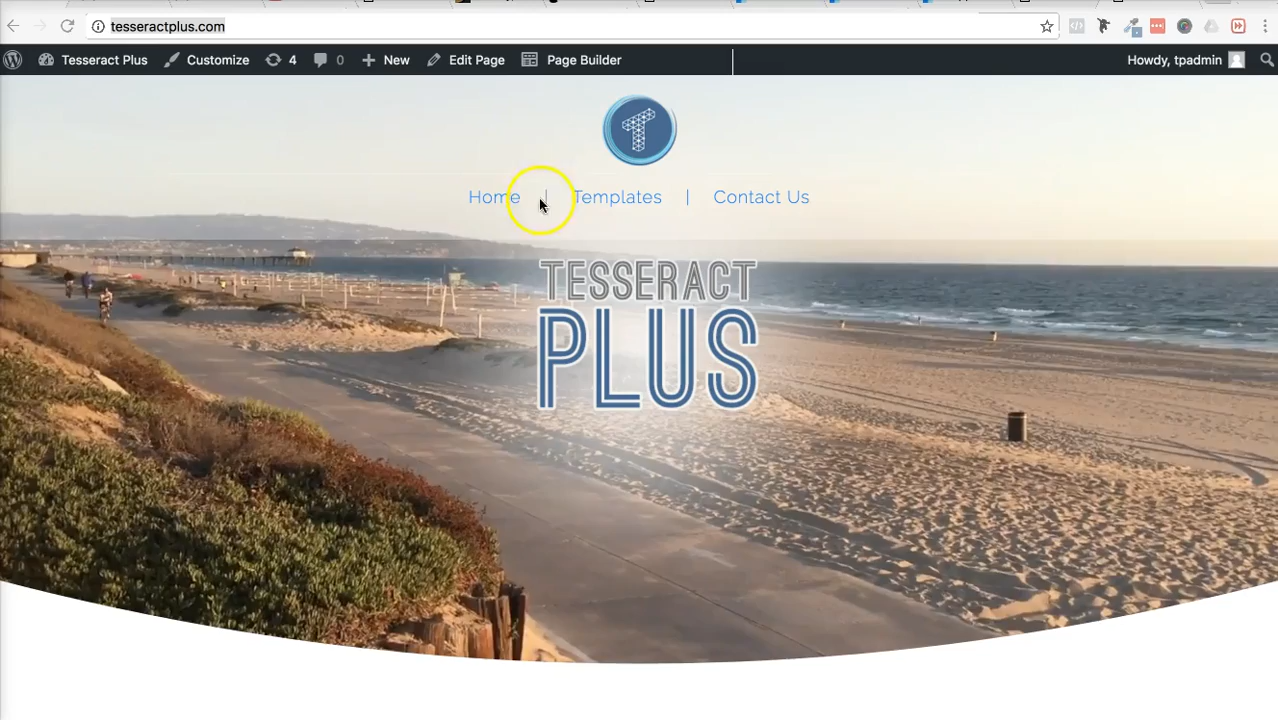 tesseractplus.com
Tesseract Plus Customize 4 0 New Edit Page Page Builder Howdy, tpadmin
T
Home | Templates | Contact Us
TESSERACT
PLUS